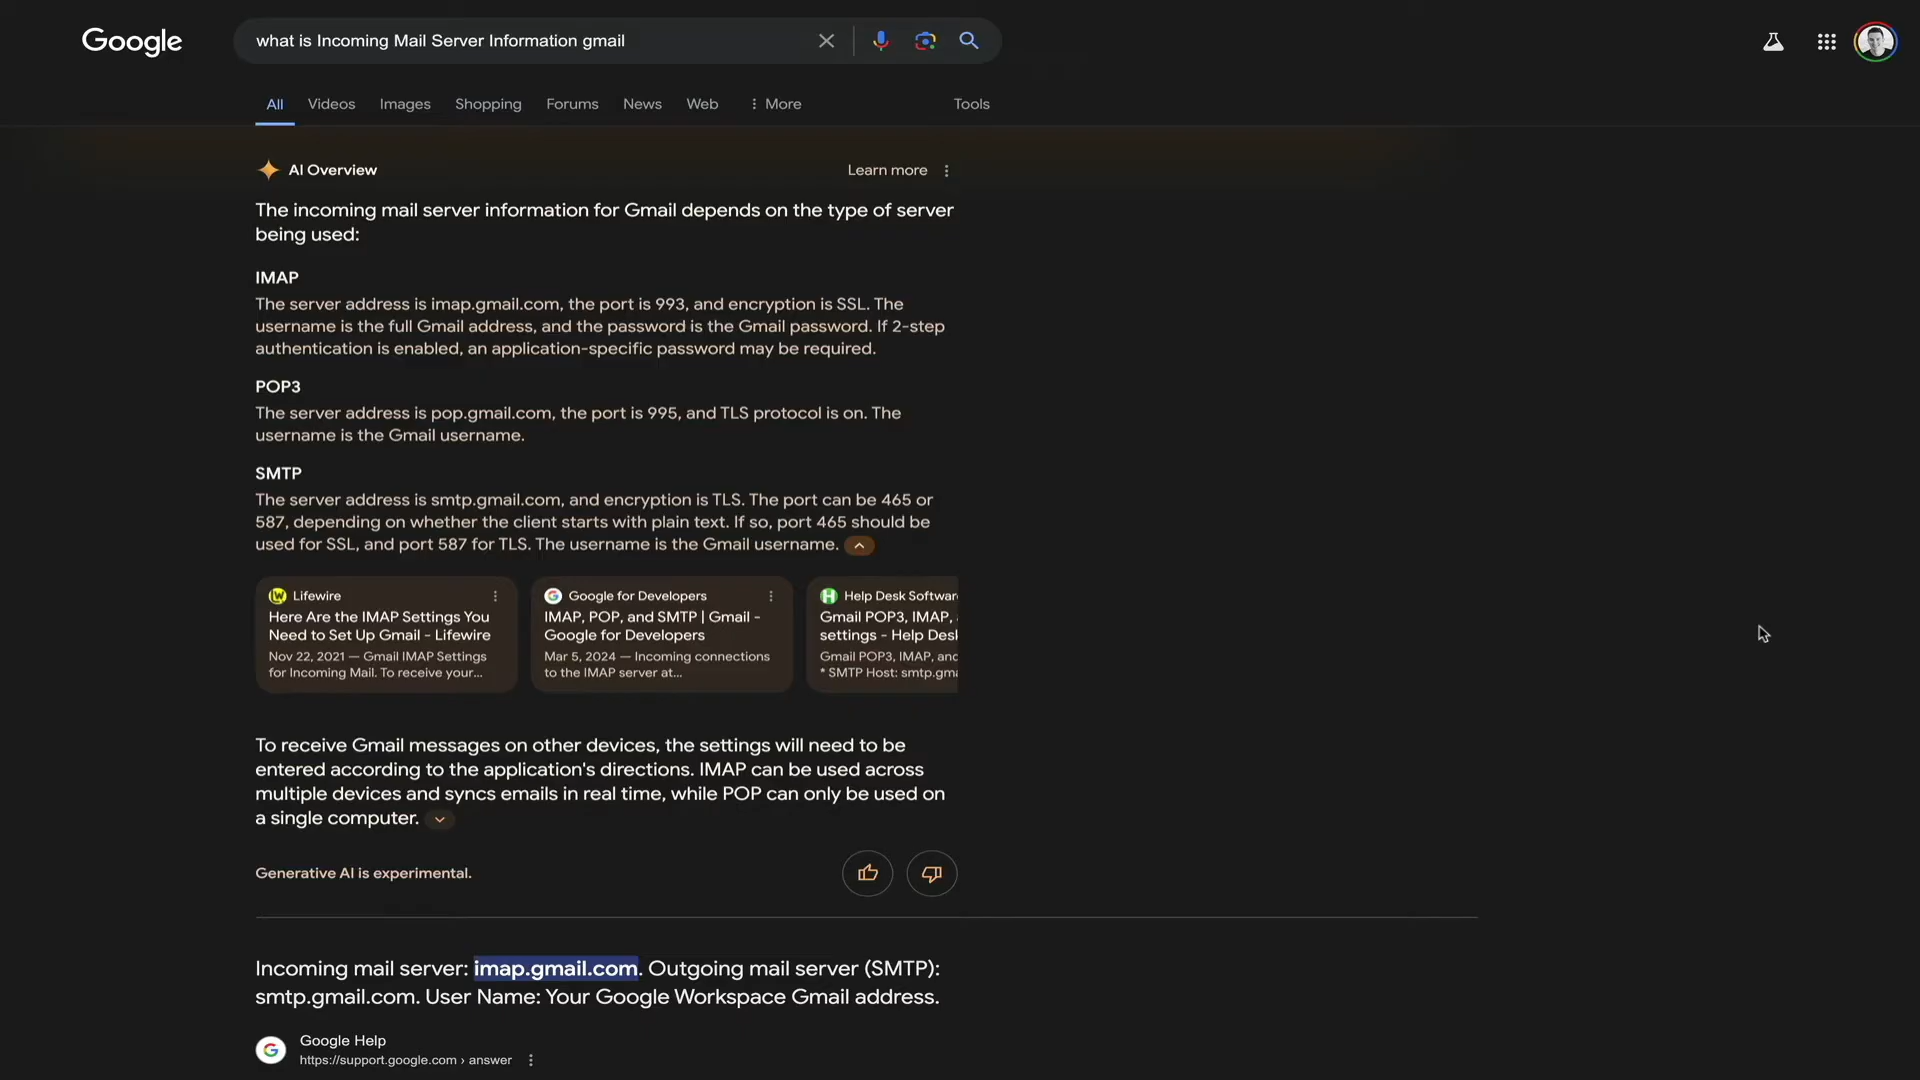 Google
what is Incoming Mail Server Information gmail
All Videos Images Shopping Forums News Web More Tools
AI Overview Learn more
The incoming mail server information for Gmail depends on the type of server
being used:
IMAP
The server address is imap.gmail.com, the port is 993, and encryption is SSL. The
username is the full Gmail address, and the password is the Gmail password. If 2-step
authentication is enabled, an application-specific password may be required.
POP3
The server address is pop.gmail.com, the port is 995, and TLS protocol is on. The
username is the Gmail username.
SMTP
The server address is smtp.gmail.com, and encryption is TLS. The port can be 465 or
587, depending on whether the client starts with plain text. If so, port 465 should be
used for SSL, and port 587 for TLS. The username is the Gmail username.
Lifewire
Here Are the IMAP Settings You
Need to Set Up Gmail - Lifewire
Nov 22, 2021 — Gmail IMAP Settings
for Incoming Mail. To receive your...
Google for Developers
IMAP, POP, and SMTP | Gmail -
Google for Developers
Mar 5, 2024 — Incoming connections
to the IMAP server at...
Help Desk Softwar
Gmail POP3, IMAP,
settings - Help Des
Gmail POP3, IMAP, and
* SMTP Host: smtp.gma
To receive Gmail messages on other devices, the settings will need to be
entered according to the application's directions. IMAP can be used across
multiple devices and syncs emails in real time, while POP can only be used on
a single computer.
Generative AI is experimental.
Incoming mail server: imap.gmail.com. Outgoing mail server (SMTP):
smtp.gmail.com. User Name: Your Google Workspace Gmail address.
Google Help
https://support.google.com › answer